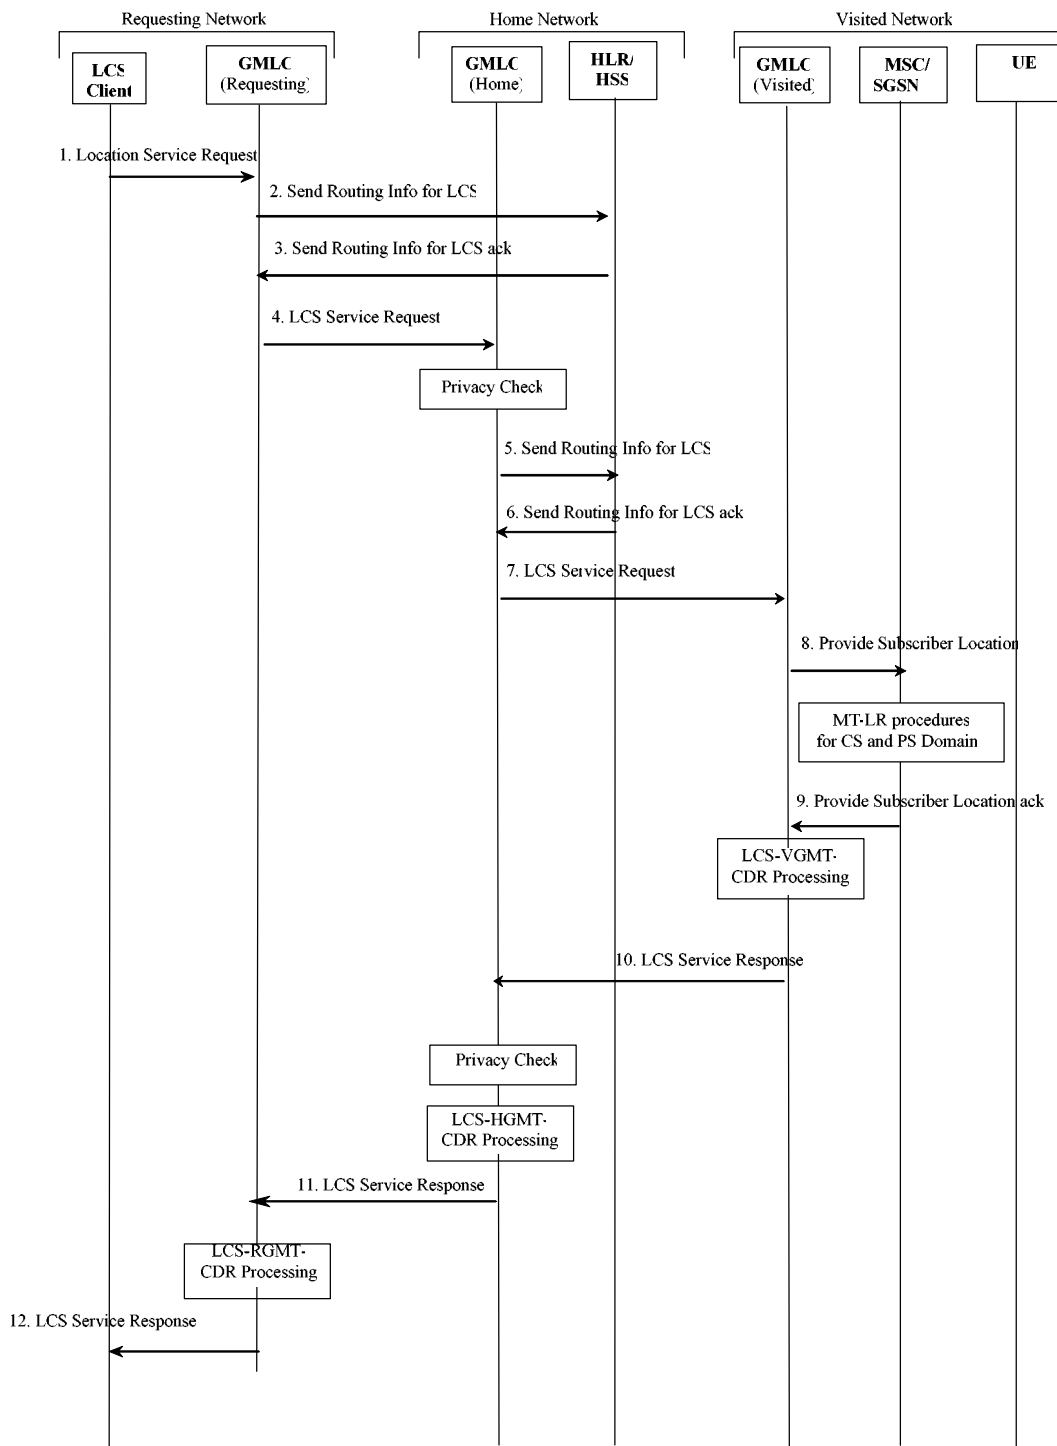 Requesting Network
Home Network
Visited Network
LCS
Client
GMLC
(Requesting)
GMLC
(Home)
HLR/
HSS
GMLC
(Visited)
MSC/
SGSN
UE
1. Location Service Request
2. Send Routing Info for LCS
3. Send Routing Info for LCS ack
4. LCS Service Request
Privacy Check
5. Send Routing Info for LCS
6. Send Routing Info for LCS ack
7. LCS Service Request
8. Provide Subscriber Location
MT-LR procedures
for CS and PS Domain
9. Provide Subscriber Location ack
LCS-VGMT-
CDR Processing
10. LCS Service Response
Privacy Check
LCS-HGMT-
CDR Processing
11. LCS Service Response
LCS-RGMT-
CDR Processing
12. LCS Service Response